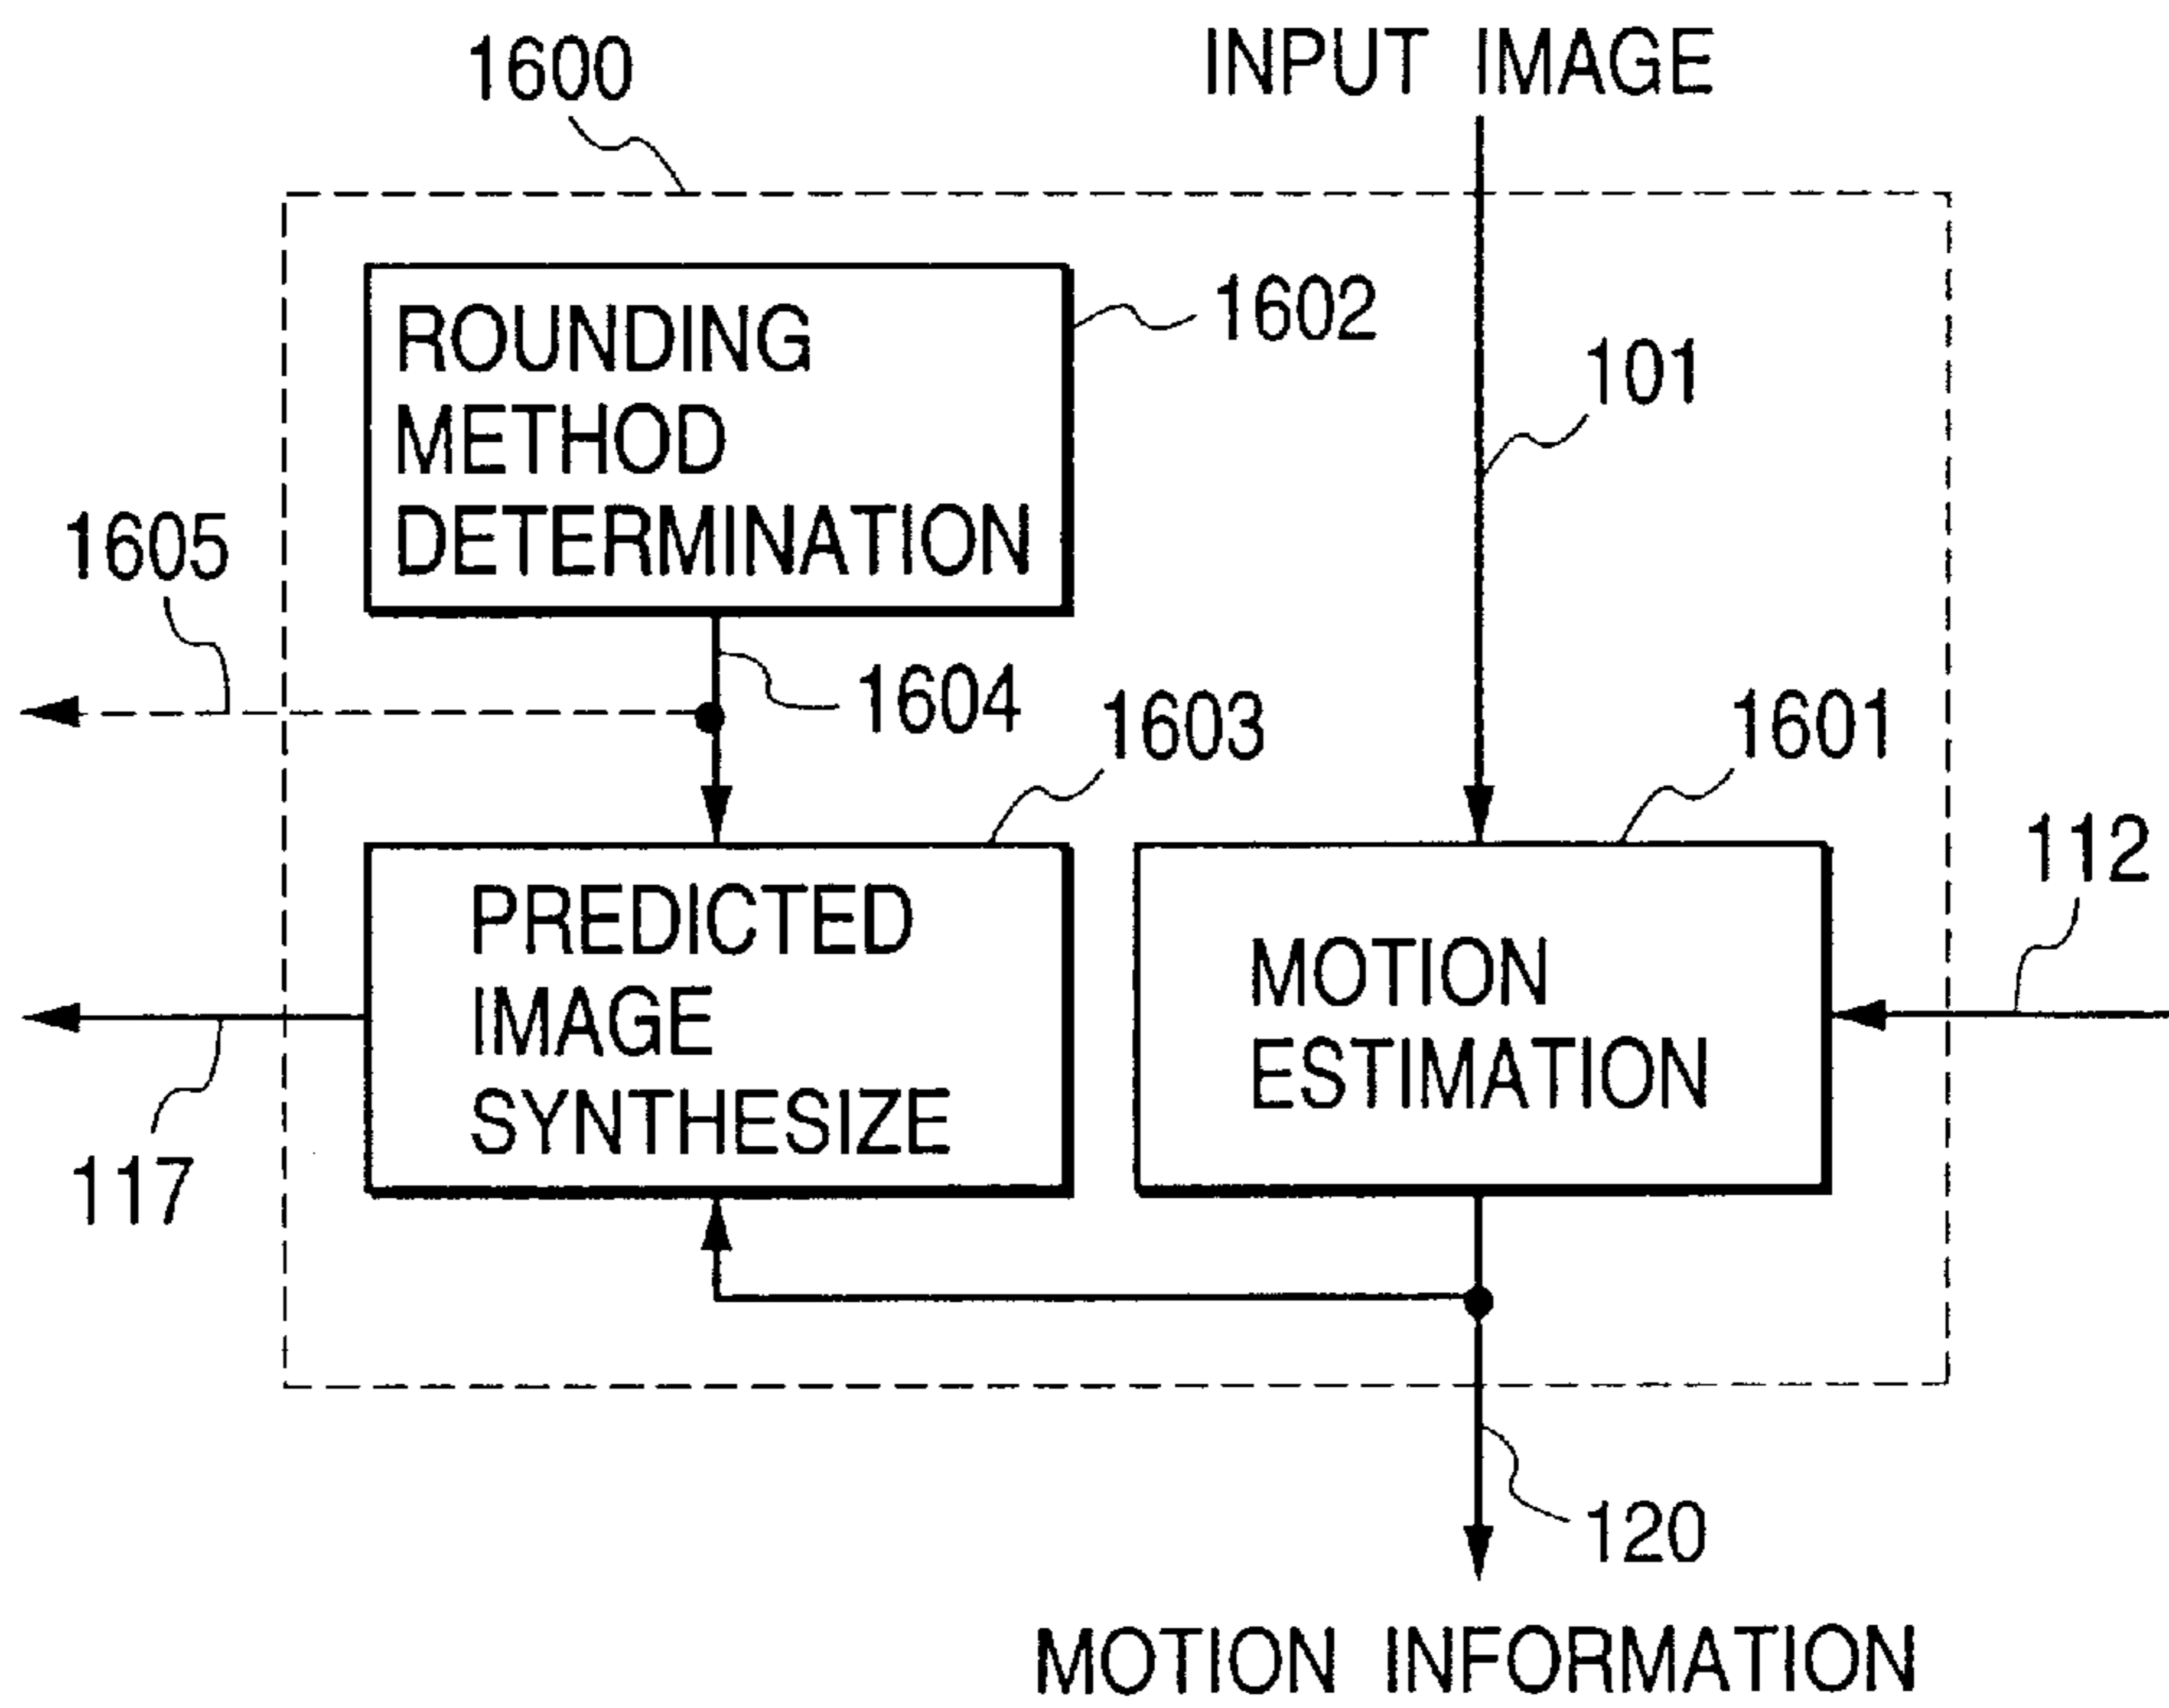 1600
INPUT IMAGE
ROUNDING
METHOD
DETERMINATION
1602
101
1605
1604
1603
1601
112
PREDICTED
IMAGE
SYNTHESIZE
MOTION
ESTIMATION
117
120
MOTION INFORMATION